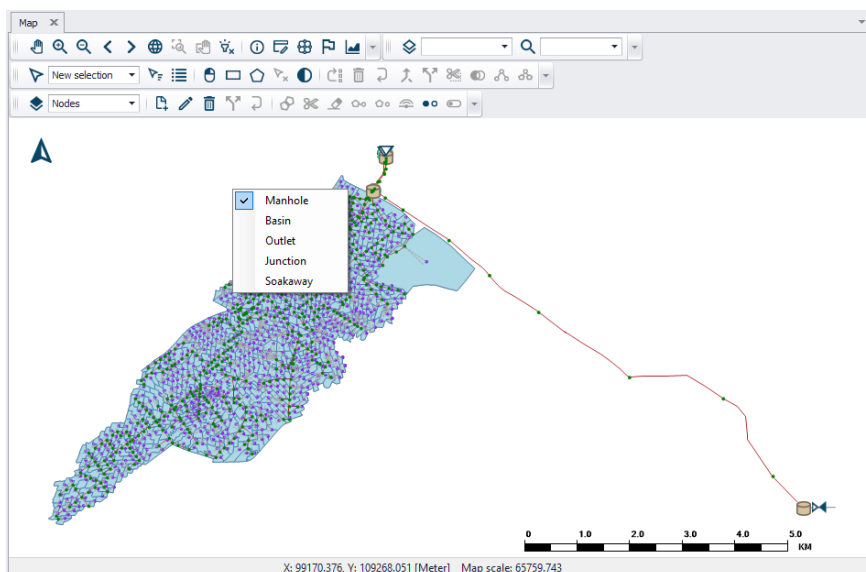 Map
New selection
Nodes
Manhole
Basin
Outlet
Junction
Soakaway
0 1.0 2.0 3.0 4.0 5.0
KM
X: 99170.376, Y: 109268.051 [Meter] Map scale: 65759.743